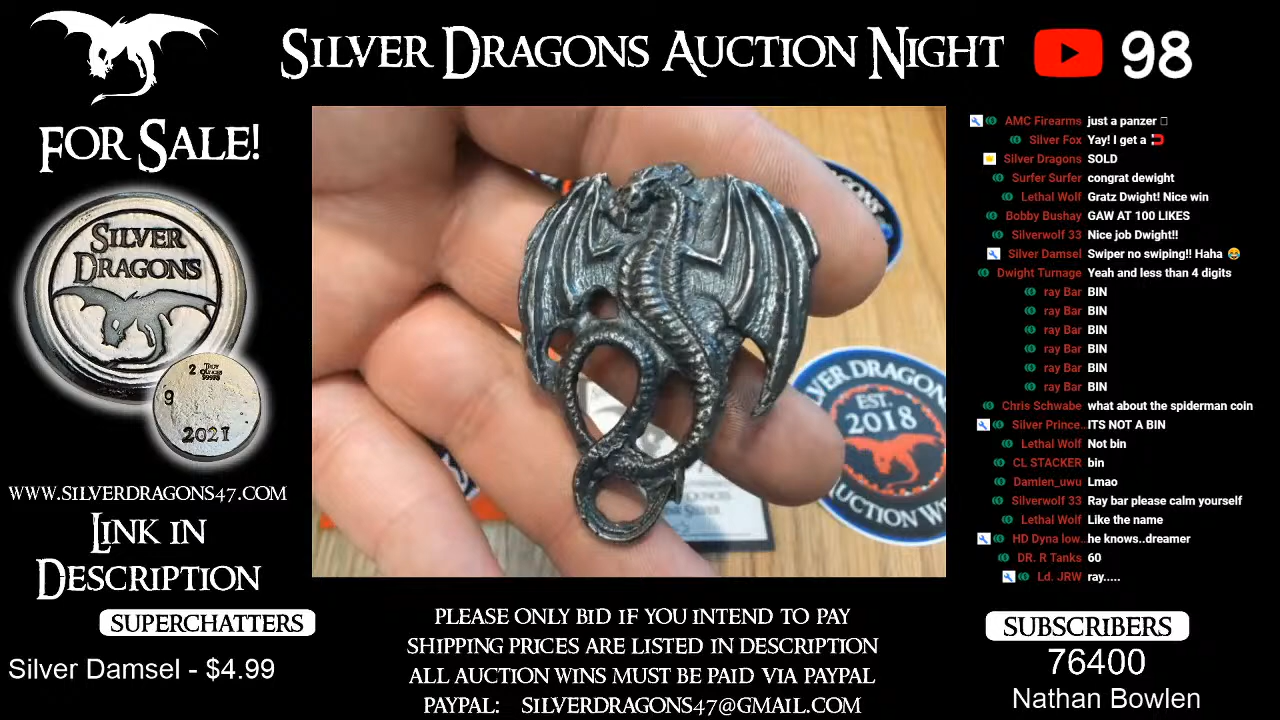 SILVER DRAGONS AUCTION NIGHT
98
FOR SALE!
SILVER
DRAGONS
2 TROY
OUNCES
9
2021
WWW.SILVERDRAGONS47.COM
LINK IN
DESCRIPTION
SUPERCHATTERS
Silver Damsel - $4.99
SILVER DRAGONS
EST.
2018
PLEASE ONLY BID IF YOU INTEND TO PAY
SHIPPING PRICES ARE LISTED IN DESCRIPTION
ALL AUCTION WINS MUST BE PAID VIA PAYPAL
PAYPAL: SILVERDRAGONS47@GMAIL.COM
AMC Firearms just a panzer
Silver Fox Yay! I get a
Silver Dragons SOLD
Surfer Surfer congrat dewight
Lethal Wolf Gratz Dwight! Nice win
Bobby Bushay GAW AT 100 LIKES
Silverwolf 33 Nice job Dwight!!
Silver Damsel Swiper no swiping!! Haha 😂
Dwight Turnage Yeah and less than 4 digits
ray Bar BIN
ray Bar BIN
ray Bar BIN
ray Bar BIN
ray Bar BIN
ray Bar BIN
Chris Schwabe what about the spiderman coin
Silver Prince.. ITS NOT A BIN
Lethal Wolf Not bin
CL STACKER bin
Damien_uwu Lmao
Silverwolf 33 Ray bar please calm yourself
Lethal Wolf Like the name
HD Dyna low.. he knows..dreamer
DR. R Tanks 60
Ld. JRW ray.....
SUBSCRIBERS
76400
Nathan Bowlen